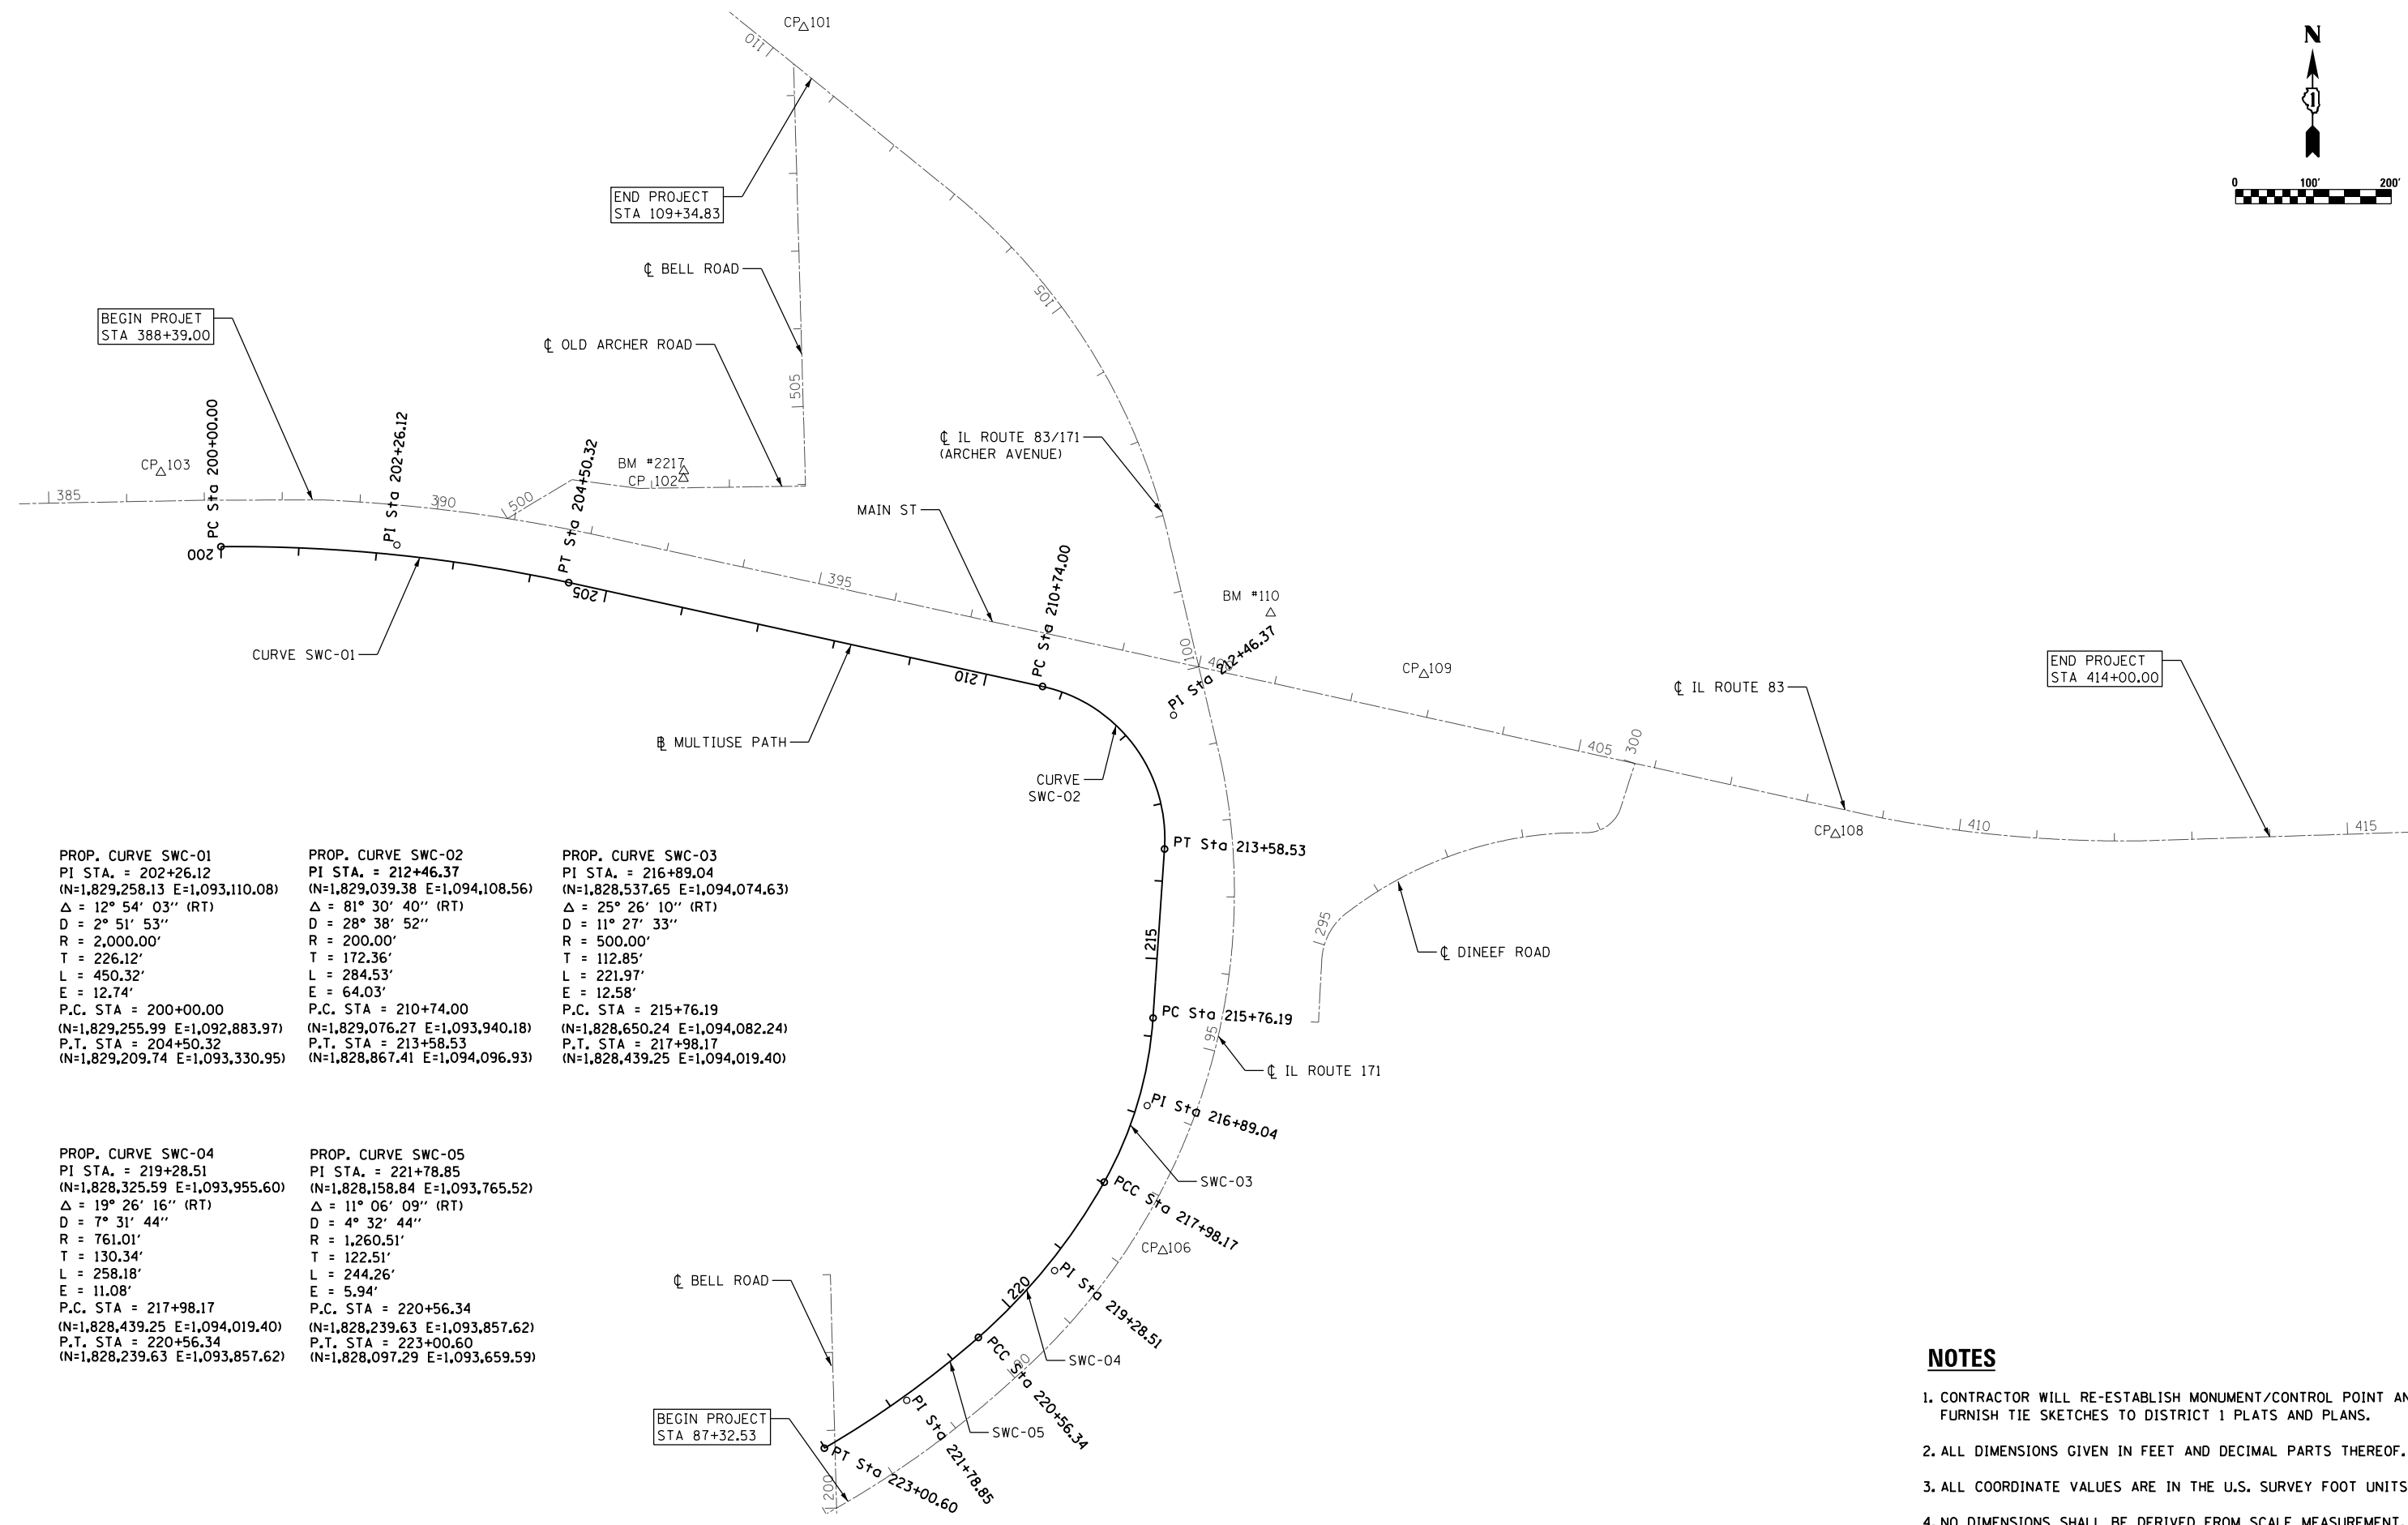 CP 101
110
N
1
0 100' 200'
END PROJECT
STA 109+34.83
℄ BELL ROAD
105
BEGIN PROJET
STA 388+39.00
℄ OLD ARCHER ROAD
505
℄ IL ROUTE 83/171
(ARCHER AVENUE)
CP 103
PC Sta 200+00.00
PI Sta 202+26.12
PT Sta 204+50.32
BM #2217
CP 102
385
390
500
MAIN ST
200
205
395
PC Sta 210+74.00
BM #110
100
PI Sta 212+46.37
CURVE SWC-01
210
CP 109
END PROJECT
STA 414+00.00
℄ IL ROUTE 83
405
300
B MULTIUSE PATH
CURVE
SWC-02
CP 108
410
415
PT Sta 213+58.53
295
215
℄ DINEEF ROAD
PC Sta 215+76.19
95
℄ IL ROUTE 171
PROP. CURVE SWC-01
PI STA. = 202+26.12
(N=1,829,258.13 E=1,093,110.08)
Δ = 12° 54' 03'' (RT)
D = 2° 51' 53''
R = 2,000.00'
T = 226.12'
L = 450.32'
E = 12.74'
P.C. STA = 200+00.00
(N=1,829,255.99 E=1,092,883.97)
P.T. STA = 204+50.32
(N=1,829,209.74 E=1,093,330.95)
PROP. CURVE SWC-02
PI STA. = 212+46.37
(N=1,829,039.38 E=1,094,108.56)
Δ = 81° 30' 40'' (RT)
D = 28° 38' 52''
R = 200.00'
T = 172.36'
L = 284.53'
E = 64.03'
P.C. STA = 210+74.00
(N=1,829,076.27 E=1,093,940.18)
P.T. STA = 213+58.53
(N=1,828,867.41 E=1,094,096.93)
PROP. CURVE SWC-03
PI STA. = 216+89.04
(N=1,828,537.65 E=1,094,074.63)
Δ = 25° 26' 10'' (RT)
D = 11° 27' 33''
R = 500.00'
T = 112.85'
L = 221.97'
E = 12.58'
P.C. STA = 215+76.19
(N=1,828,650.24 E=1,094,082.24)
P.T. STA = 217+98.17
(N=1,828,439.25 E=1,094,019.40)
PI Sta 216+89.04
SWC-03
PCC Sta 217+98.17
CP 106
PROP. CURVE SWC-04
PI STA. = 219+28.51
(N=1,828,325.59 E=1,093,955.60)
Δ = 19° 26' 16'' (RT)
D = 7° 31' 44''
R = 761.01'
T = 130.34'
L = 258.18'
E = 11.08'
P.C. STA = 217+98.17
(N=1,828,439.25 E=1,094,019.40)
P.T. STA = 220+56.34
(N=1,828,239.63 E=1,093,857.62)
PROP. CURVE SWC-05
PI STA. = 221+78.85
(N=1,828,158.84 E=1,093,765.52)
Δ = 11° 06' 09'' (RT)
D = 4° 32' 44''
R = 1,260.51'
T = 122.51'
L = 244.26'
E = 5.94'
P.C. STA = 220+56.34
(N=1,828,239.63 E=1,093,857.62)
P.T. STA = 223+00.60
(N=1,828,097.29 E=1,093,659.59)
℄ BELL ROAD
220
PI Sta 219+28.51
SWC-04
PCC Sta 220+56.34
SWC-05
PI Sta 221+78.85
BEGIN PROJECT
STA 87+32.53
PT Sta 223+00.60
200
NOTES
1. CONTRACTOR WILL RE-ESTABLISH MONUMENT/CONTROL POINT
FURNISH TIE SKETCHES TO DISTRICT 1 PLATS AND PLANS.
2. ALL DIMENSIONS GIVEN IN FEET AND DECIMAL PARTS THEREOF.
3. ALL COORDINATE VALUES ARE IN THE U.S. SURVEY FOOT UNITS
4. NO DIMENSIONS SHALL BE DERIVED FROM SCALE MEASUREMENT.